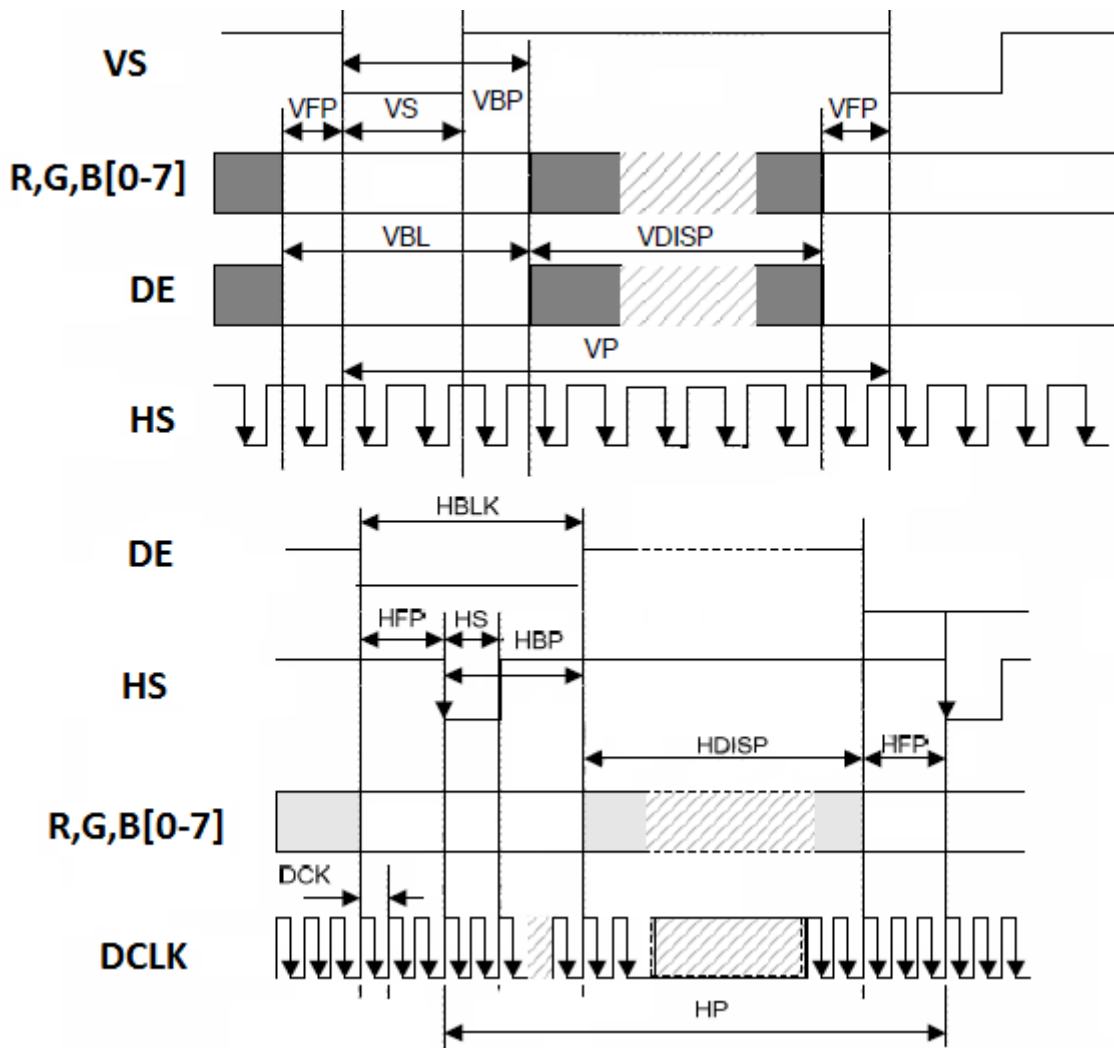 VS
VFP
VS
VBP
VFP
R,G,B[0-7]
VBL
VDISP
DE
VP
HS
HBLK
DE
HFP
HS
HBP
HS
HDISP
HFP
R,G,B[0-7]
DCK
DCLK
HP